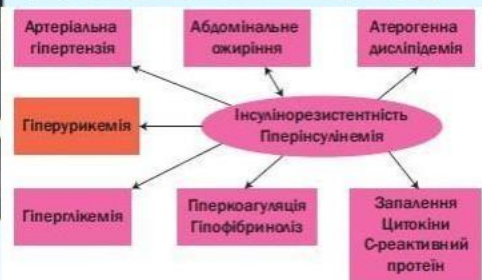 Артеріальна
гіпертензія
Абдомінальне
ожиріння
Атерогенна
дисліпідемія
Гіперурикемія
Інсулінорезистентність
Гіперінсулінемія
Гіперглікемія
Гіперкоагуляція
Гіпофібриноліз
Запалення
Цитокіни
С-реактивний
протеїн